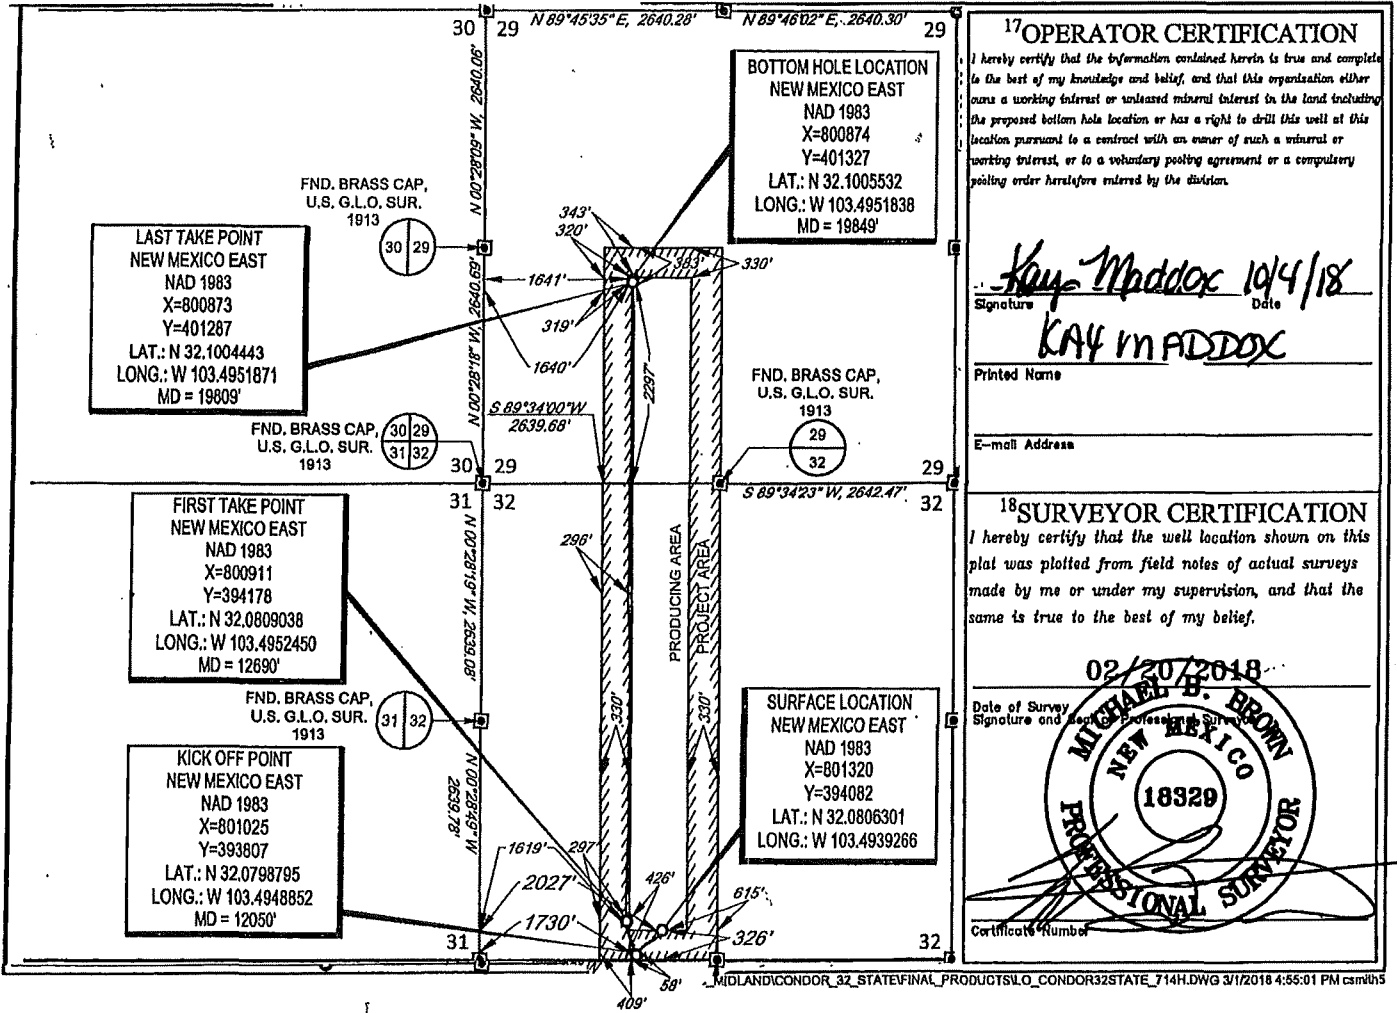 30 29
N 89°45'35" E, 2640.28'
N 89°46'02" E, 2640.30'
29
N 00°28'09" W, 2640.06'
BOTTOM HOLE LOCATION
NEW MEXICO EAST
NAD 1983
X=800874
Y=401327
LAT.: N 32.1005532
LONG.: W 103.4951838
MD = 19849'
FND. BRASS CAP,
U.S. G.L.O. SUR.
1913
30 29
LAST TAKE POINT
NEW MEXICO EAST
NAD 1983
X=800873
Y=401287
LAT.: N 32.1004443
LONG.: W 103.4951871
MD = 19809'
343'
320'
383'
330'
1641'
319'
1640'
2297'
N 00°28'18" W, 2640.69'
S 89°34'00" W
2639.68'
FND. BRASS CAP,
U.S. G.L.O. SUR.
1913
30 29
31 32
FND. BRASS CAP,
U.S. G.L.O. SUR.
1913
29
32
30 29
31 32
29
32
S 89°34'23" W, 2642.47'
FIRST TAKE POINT
NEW MEXICO EAST
NAD 1983
X=800911
Y=394178
LAT.: N 32.0809038
LONG.: W 103.4952450
MD = 12690'
N 00°28'19" W, 2639.08'
296'
PRODUCING AREA
PROJECT AREA
330'
330'
FND. BRASS CAP,
U.S. G.L.O. SUR.
1913
31 32
KICK OFF POINT
NEW MEXICO EAST
NAD 1983
X=801025
Y=393807
LAT.: N 32.0798795
LONG.: W 103.4948852
MD = 12050'
N 00°28'49" W
2639.78'
SURFACE LOCATION
NEW MEXICO EAST
NAD 1983
X=801320
Y=394082
LAT.: N 32.0806301
LONG.: W 103.4939266
1619'
297'
2027'
426'
615'
1730'
326'
31
32
58'
409'
17 OPERATOR CERTIFICATION
I hereby certify that the information contained herein is true and complete
to the best of my knowledge and belief, and that this organization either
owns a working interest or unleased mineral interest in the land including
the proposed bottom hole location or has a right to drill this well at this
location pursuant to a contract with an owner of such a mineral or
working interest, or to a voluntary pooling agreement or a compulsory
pooling order heretofore entered by the division.
Kay Maddox 10/4/18
Signature Date
KAY MADDOX
Printed Name
E-mail Address
18 SURVEYOR CERTIFICATION
I hereby certify that the well location shown on this
plat was plotted from field notes of actual surveys
made by me or under my supervision, and that the
same is true to the best of my belief.
02/20/2018
Date of Survey
Signature and Seal of Professional Surveyor
MICHAEL B. BROWN
NEW MEXICO
18329
PROFESSIONAL SURVEYOR
Certificate Number
_MIDLAND\CONDOR_32_STATE\FINAL_PRODUCTS\LO_CONDOR32STATE_714H.DWG 3/1/2018 4:55:01 PM csmith5